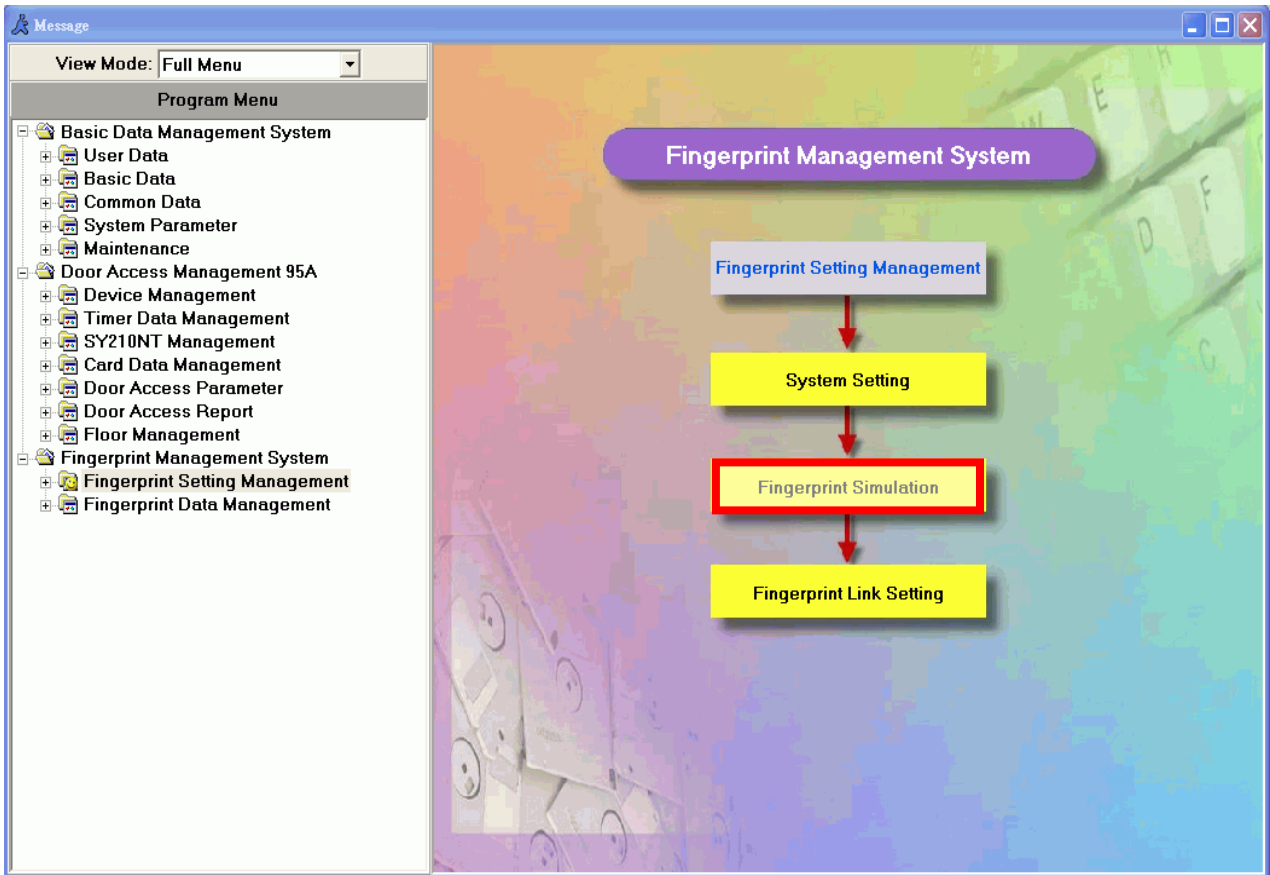 Message
View Mode: Full Menu
Program Menu
Basic Data Management System
User Data
Basic Data
Common Data
System Parameter
Maintenance
Door Access Management 95A
Device Management
Timer Data Management
SY210NT Management
Card Data Management
Door Access Parameter
Door Access Report
Floor Management
Fingerprint Management System
Fingerprint Setting Management
Fingerprint Data Management
Fingerprint Management System
Fingerprint Setting Management
System Setting
Fingerprint Simulation
Fingerprint Link Setting
W
E
R
D
F
C